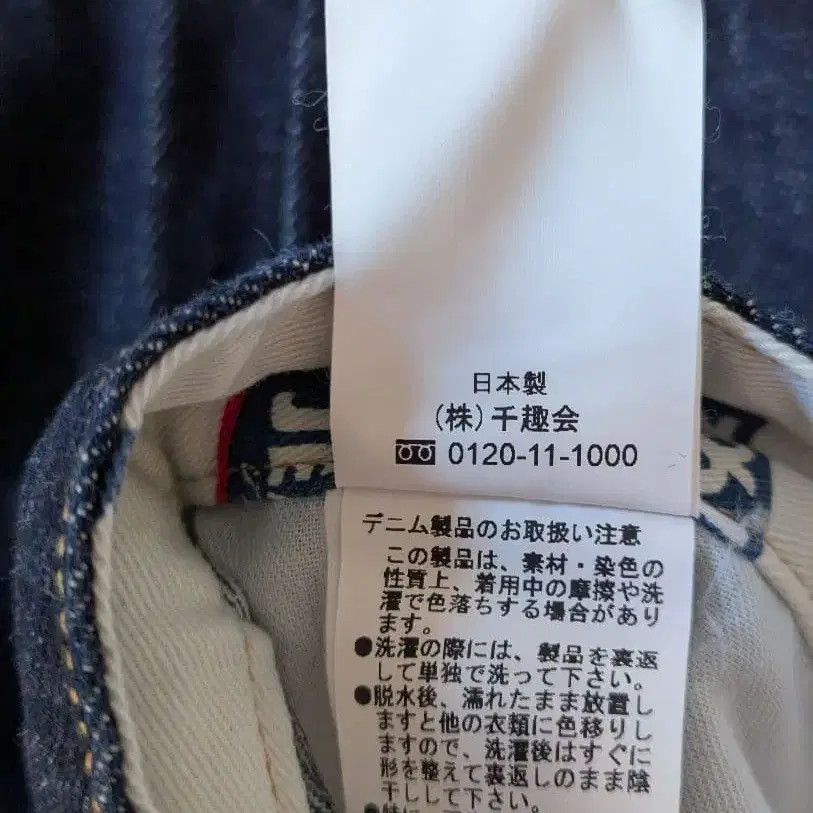 日本製
(株)千趣会
0120-11-1000
デニム製品のお取扱い注意
この製品は、素材・染色の
性質上、着用中の摩擦や洗
濯で色落ちする場合があり
ます。
●洗濯の際には、製品を裏返
して単独で洗って下さい。
●脱水後、濡れたまま放置し
ますと他の衣類に色移りし
ますので、洗濯後はすぐに
形を整えて裏返しのまま陰
干しして下さい。